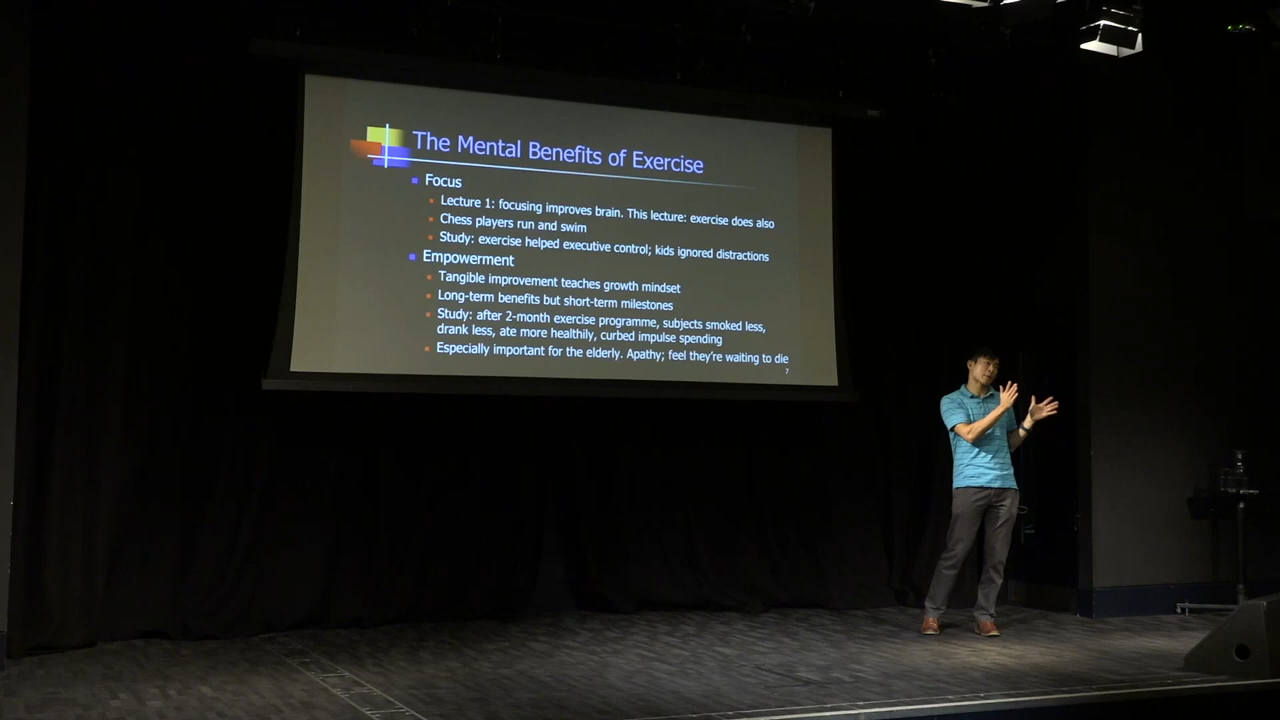 The Mental Benefits of Exercise
Focus
Lecture 1: focusing improves brain. This lecture: exercise does also
Chess players run and swim
Study: exercise helped executive control; kids ignored distractions
Empowerment
Tangible improvement teaches growth mindset
Long-term benefits but short-term milestones
Study: after 2-month exercise programme, subjects smoked less,
drank less, ate more healthily, curbed impulse spending
Especially important for the elderly. Apathy; feel they're waiting to die
7